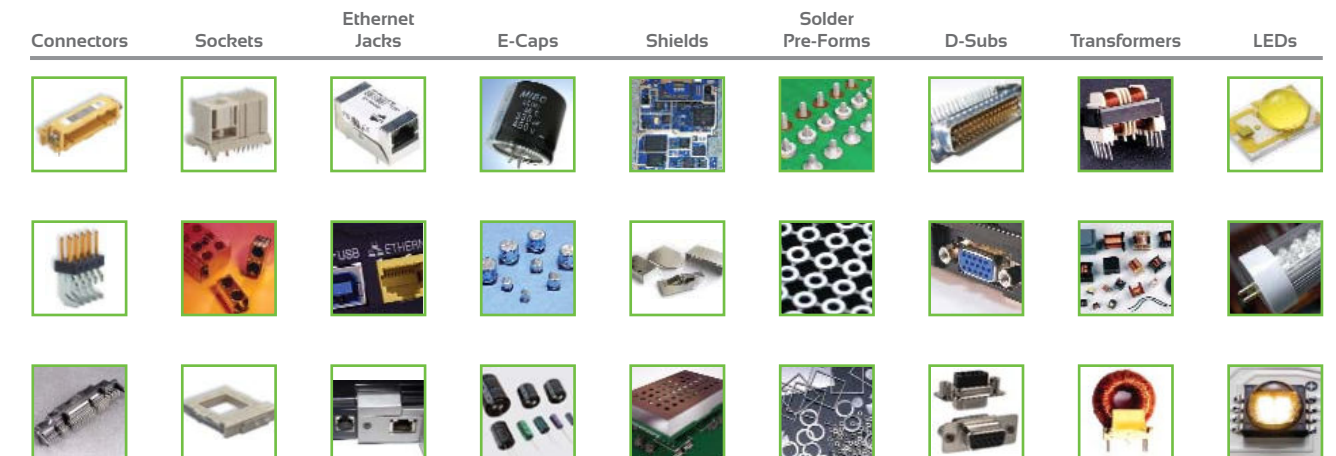 Ethernet
Solder
Connectors Sockets Jacks E-Caps Shields Pre-Forms D-Subs Transformers LEDs
USB ETHERN